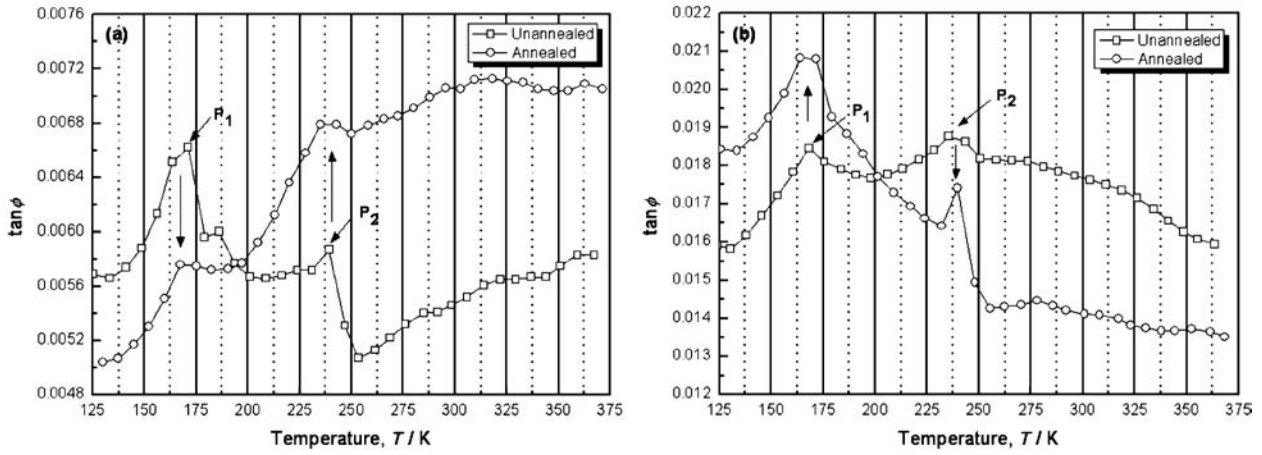 (a)
Unannealed
Annealed
P1
P2
tanϕ
0.0076
0.0072
0.0068
0.0064
0.0060
0.0056
0.0052
0.0048
125 150 175 200 225 250 275 300 325 350 375
Temperature, T / K
(b)
Unannealed
Annealed
P1
P2
tanϕ
0.022
0.021
0.020
0.019
0.018
0.017
0.016
0.015
0.014
0.013
0.012
125 150 175 200 225 250 275 300 325 350 375
Temperature, T / K